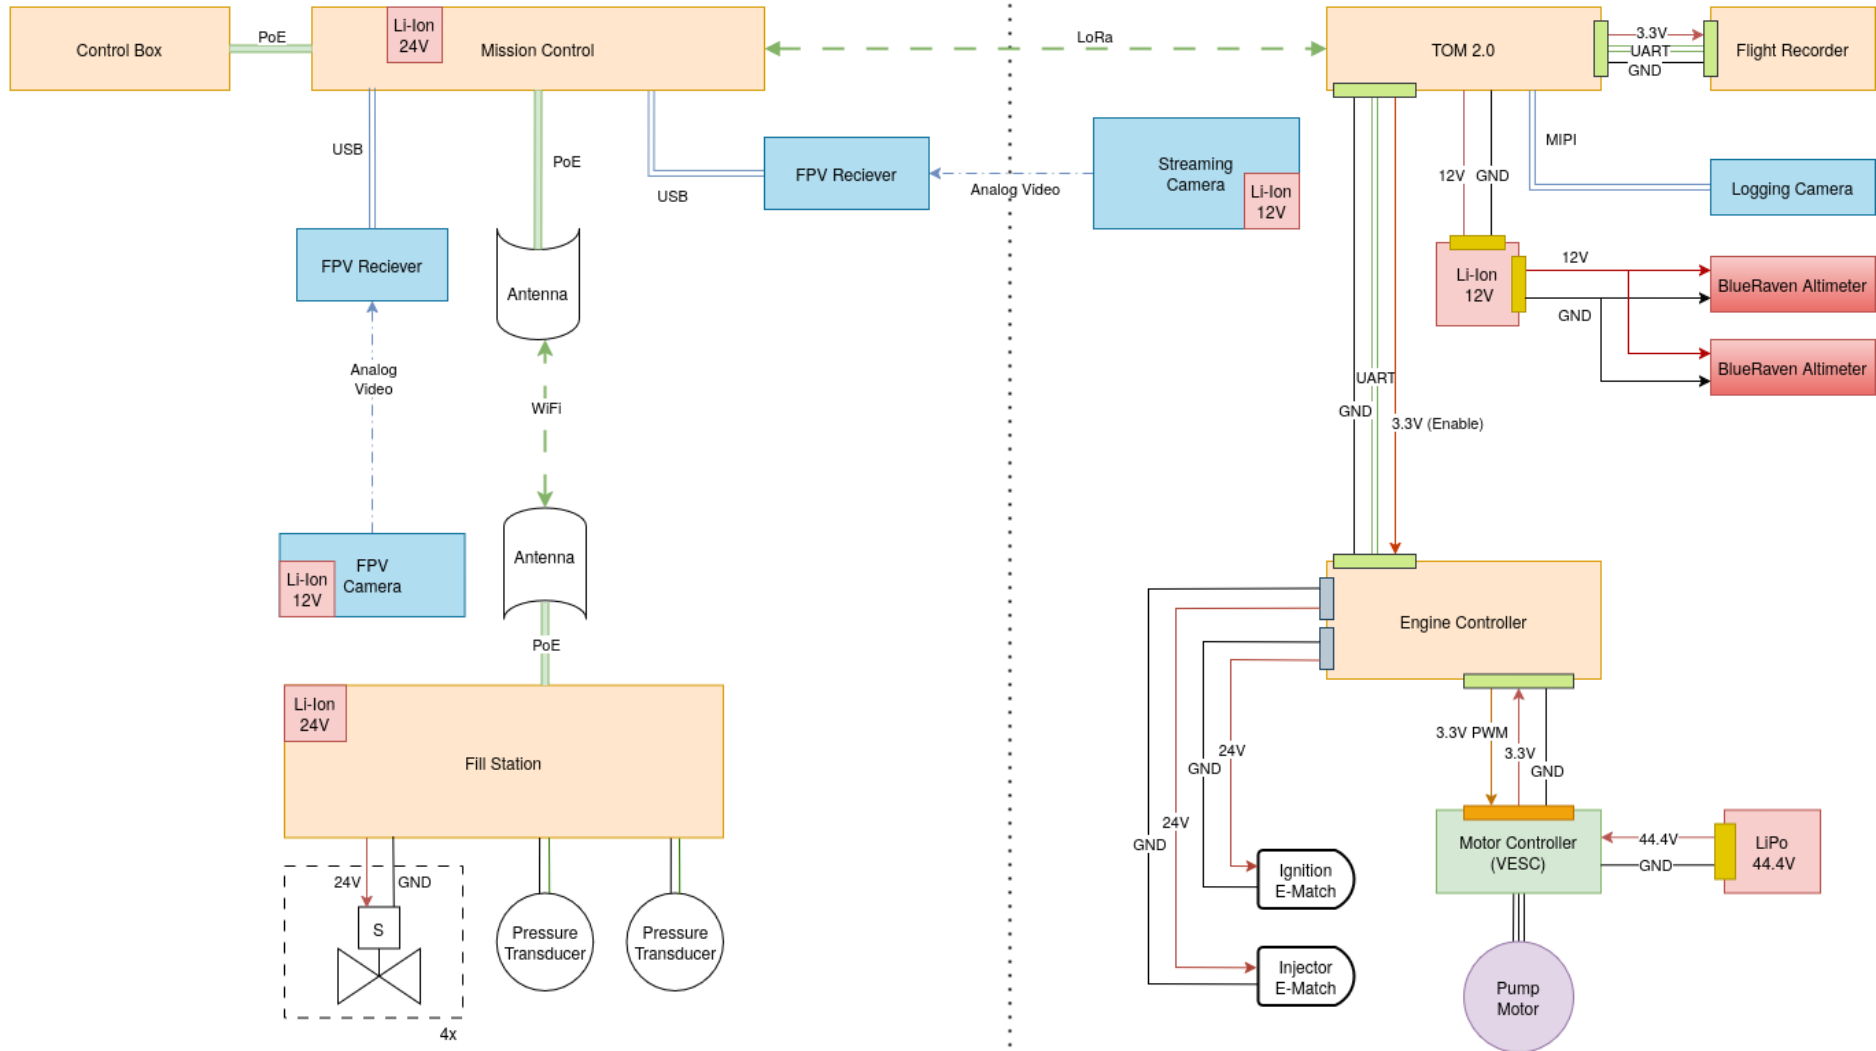 Control Box
PoE
Li-Ion
24V
Mission Control
LoRa
TOM 2.0
3.3V
UART
GND
Flight Recorder
USB
PoE
USB
FPV Reciever
Analog Video
Streaming
Camera
Li-Ion
12V
12V
GND
MIPI
Logging Camera
FPV Reciever
Antenna
Li-Ion
12V
12V
GND
BlueRaven Altimeter
BlueRaven Altimeter
Analog
Video
WiFi
UART
GND
3.3V (Enable)
Antenna
FPV
Camera
Li-Ion
12V
PoE
Engine Controller
Li-Ion
24V
Fill Station
3.3V PWM
3.3V
GND
24V
GND
24V
GND
Motor Controller
(VESC)
44.4V
GND
LiPo
44.4V
24V
GND
S
Pressure
Transducer
Pressure
Transducer
Ignition
E-Match
Injector
E-Match
Pump
Motor
4x